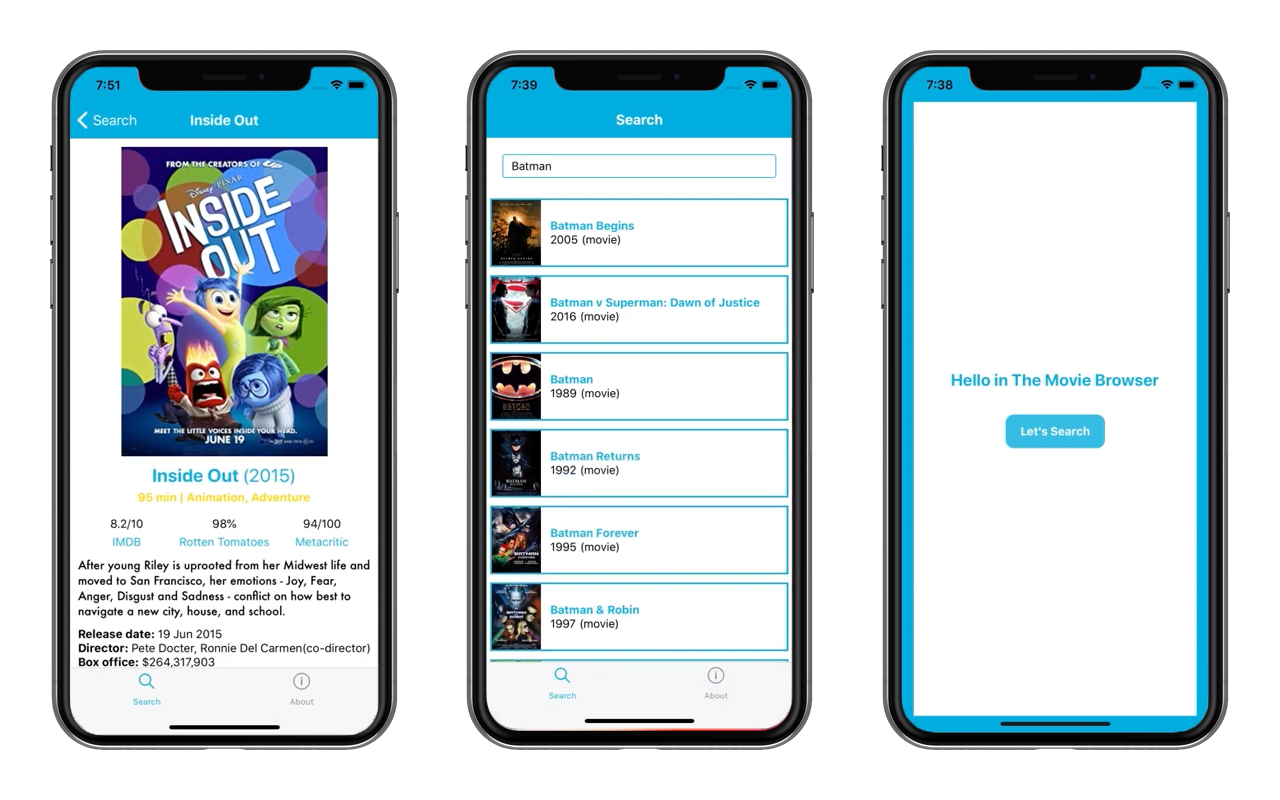 7:51
Search
Inside Out
FROM THE CREATORS OF UP
Disney PIXAR
INSIDE
OUT
MEET THE LITTLE VOICES INSIDE YOUR HEAD.
JUNE 19
Inside Out (2015)
95 min | Animation, Adventure
8.2/10 98% 94/100
IMDB Rotten Tomatoes Metacritic
After young Riley is uprooted from her Midwest life and
moved to San Francisco, her emotions - Joy, Fear,
Anger, Disgust and Sadness - conflict on how best to
navigate a new city, house, and school.
Release date: 19 Jun 2015
Director: Pete Docter, Ronnie Del Carmen(co-director)
Box office: $264,317,903
Search About
7:39
Search
Batman
Batman Begins
2005 (movie)
Batman v Superman: Dawn of Justice
2016 (movie)
Batman
1989 (movie)
Batman Returns
1992 (movie)
Batman Forever
1995 (movie)
Batman & Robin
1997 (movie)
Search About
7:38
Hello in The Movie Browser
Let's Search